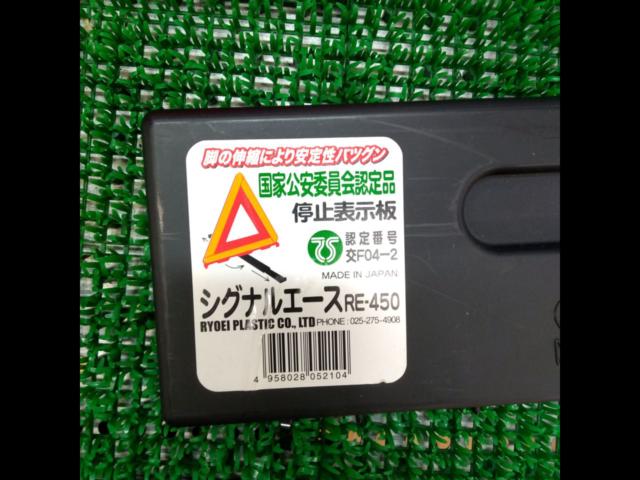 脚の伸縮により安定性バツグン
国家公安委員会認定品
停止表示板
認定番号
交F04-2
MADE IN JAPAN
シグナルエース RE-450
RYOEI PLASTIC CO., LTD PHONE : 025-275-4908
4 958028 052104